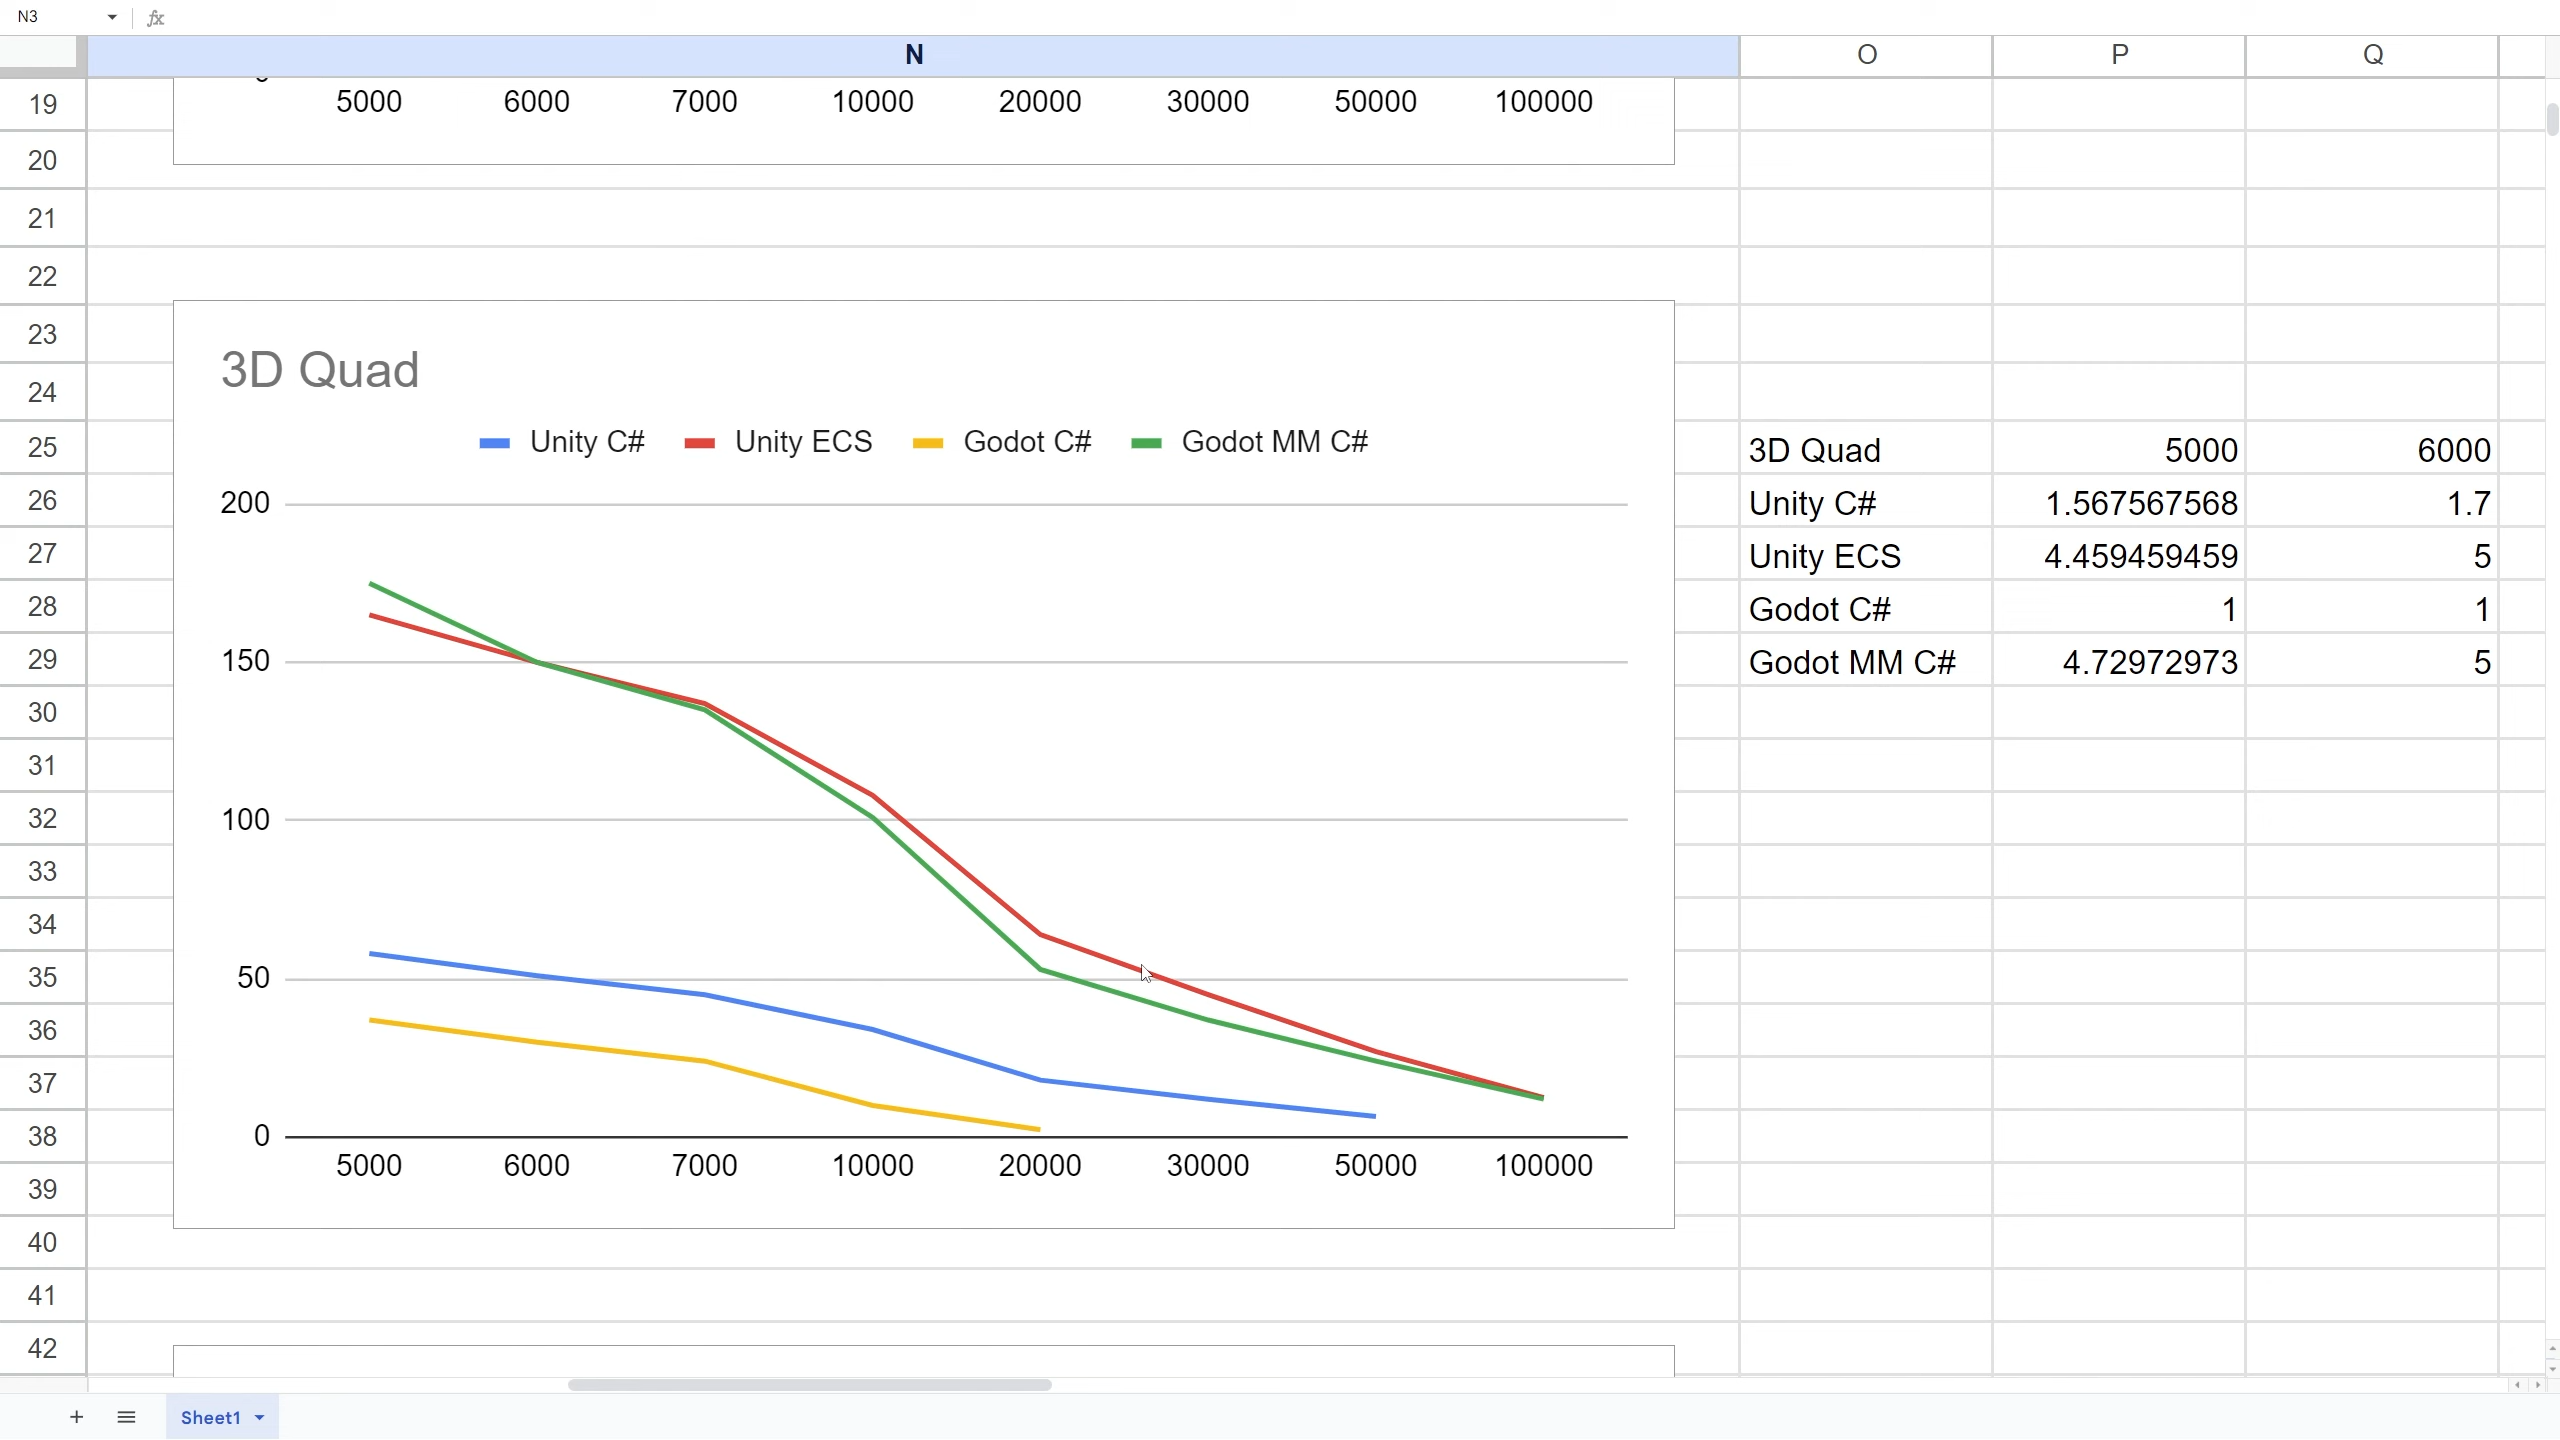 N3
fx
N O P Q
19 5000 6000 7000 10000 20000 30000 50000 100000
20
21
22
23
3D Quad
24
25 Unity C# Unity ECS Godot C# Godot MM C# 3D Quad 5000 6000
26 200 Unity C# 1.567567568 1.7
27 Unity ECS 4.459459459 5
28 Godot C# 1 1
29 150 Godot MM C# 4.72972973 5
30
31
32 100
33
34
35 50
36
37
38 0
39 5000 6000 7000 10000 20000 30000 50000 100000
40
41
42
Sheet1